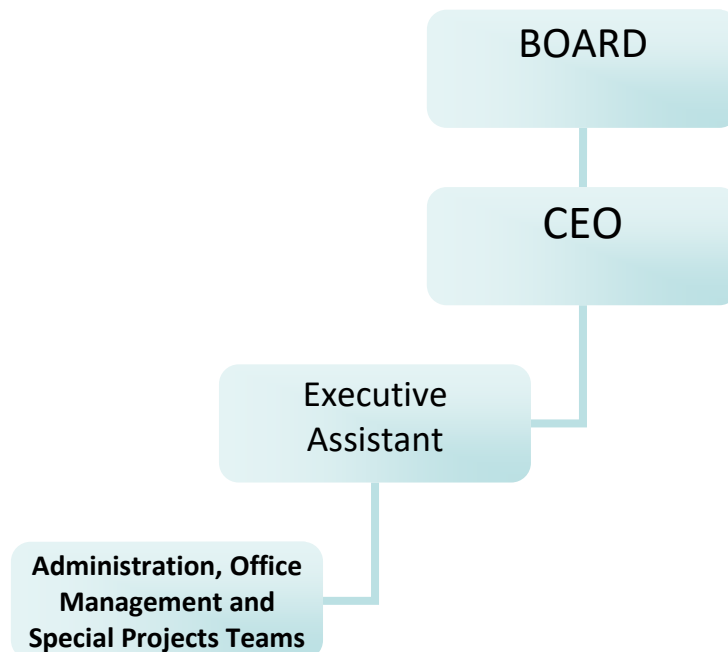 BOARD
CEO
Executive
Assistant
Administration, Office
Management and
Special Projects Teams